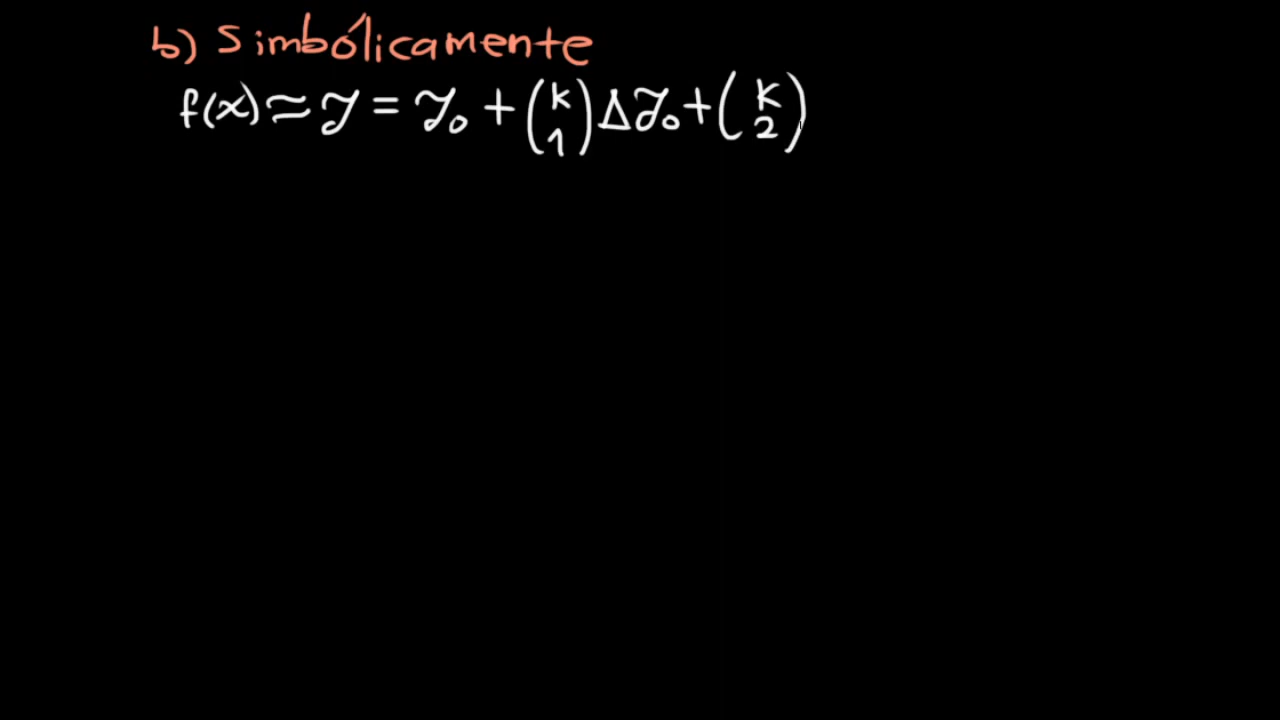 b) Simbólicamente
f(x) ≃ y = y₀ + (k 1) Δy₀ + (k 2)